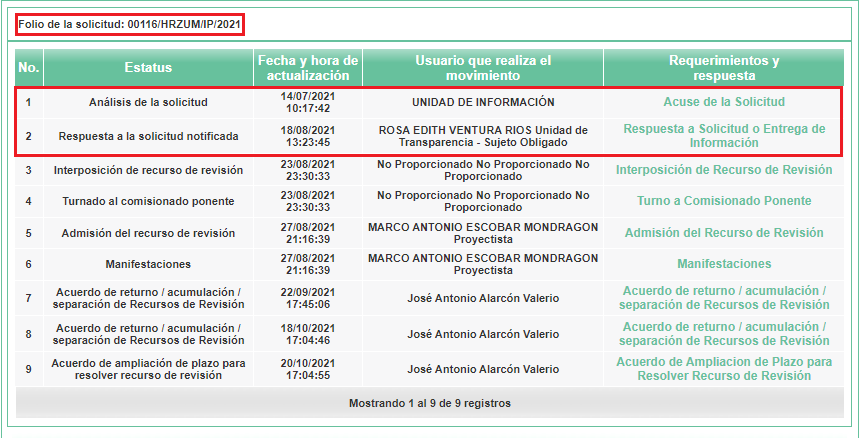 Folio de la solicitud: 00116/HRZUM/IP/2021
No. Estatus Fecha y hora de actualización Usuario que realiza el movimiento Requerimientos y respuesta
1 Análisis de la solicitud 14/07/2021 10:17:42 UNIDAD DE INFORMACIÓN Acuse de la Solicitud
2 Respuesta a la solicitud notificada 18/08/2021 13:23:45 ROSA EDITH VENTURA RIOS Unidad de Transparencia - Sujeto Obligado Respuesta a Solicitud o Entrega de Información
3 Interposición de recurso de revisión 23/08/2021 23:30:33 No Proporcionado No Proporcionado No Proporcionado Interposición de Recurso de Revisión
4 Turnado al comisionado ponente 23/08/2021 23:30:33 No Proporcionado No Proporcionado No Proporcionado Turno a Comisionado Ponente
5 Admisión del recurso de revisión 27/08/2021 21:16:39 MARCO ANTONIO ESCOBAR MONDRAGON Proyectista Admisión del Recurso de Revisión
6 Manifestaciones 27/08/2021 21:16:39 MARCO ANTONIO ESCOBAR MONDRAGON Proyectista Manifestaciones
7 Acuerdo de returno / acumulación / separación de Recursos de Revisión 22/09/2021 17:45:06 José Antonio Alarcón Valerio Acuerdo de returno / acumulación / separación de Recursos de Revisión
8 Acuerdo de returno / acumulación / separación de Recursos de Revisión 18/10/2021 17:04:46 José Antonio Alarcón Valerio Acuerdo de returno / acumulación / separación de Recursos de Revisión
9 Acuerdo de ampliación de plazo para resolver recurso de revisión 20/10/2021 17:04:55 José Antonio Alarcón Valerio Acuerdo de Ampliacion de Plazo para Resolver Recurso de Revisión
Mostrando 1 al 9 de 9 registros